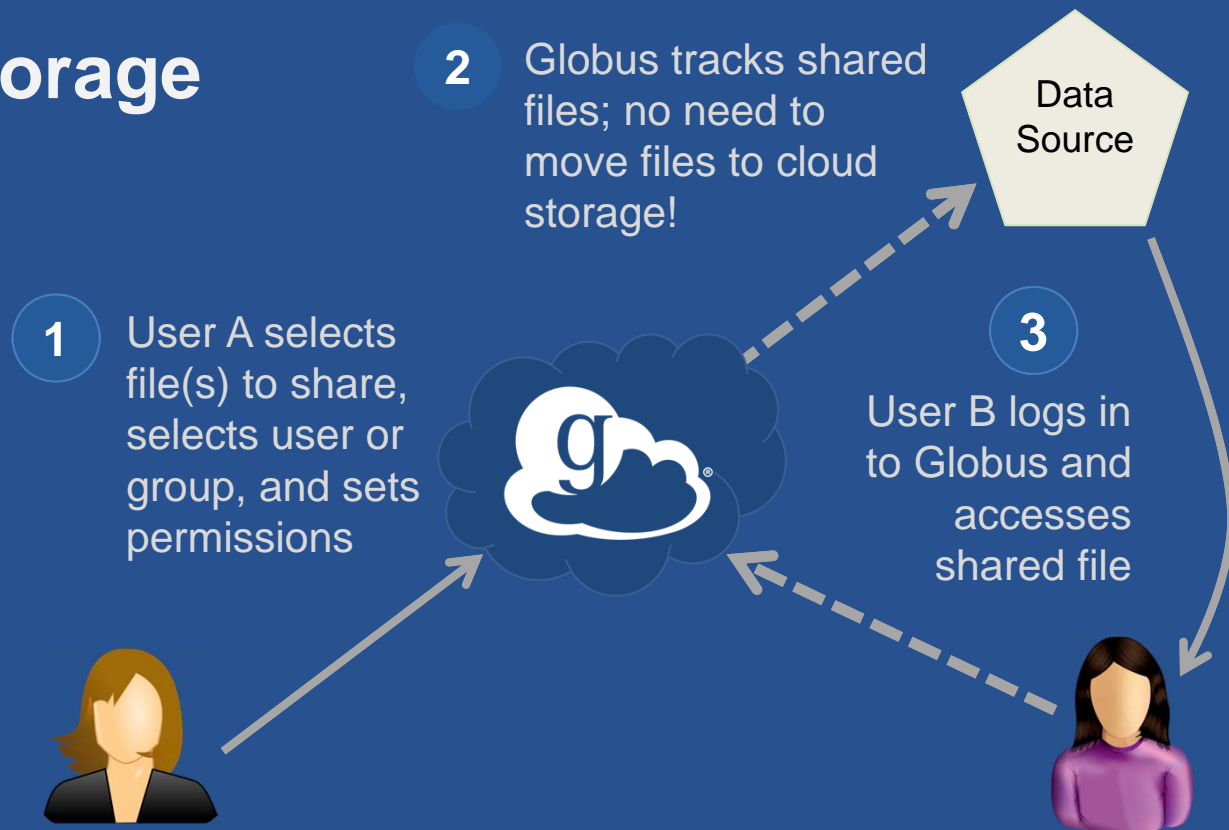 orage
2
Globus tracks shared
files; no need to
move files to cloud
storage!
Data
Source
1
User A selects
file(s) to share,
selects user or
group, and sets
permissions
g
®
3
User B logs in
to Globus and
accesses
shared file